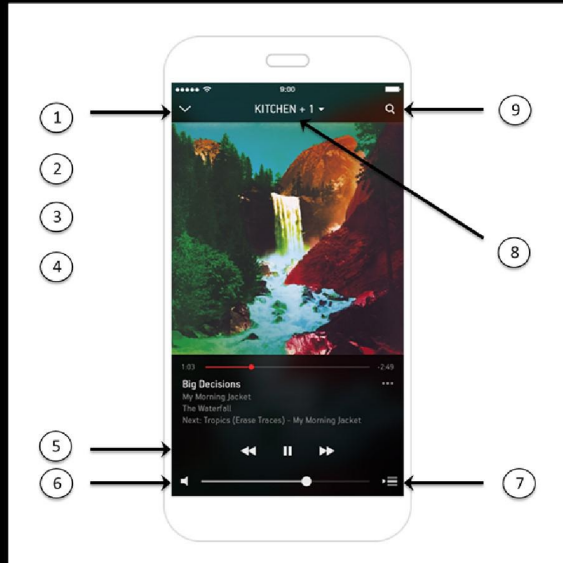 9:00
1
KITCHEN + 1
9
2
3
8
4
1:03
-2:49
Big Decisions
My Morning Jacket
The Waterfall
Next: Tropics (Erase Traces) - My Morning Jacket
5
6
7